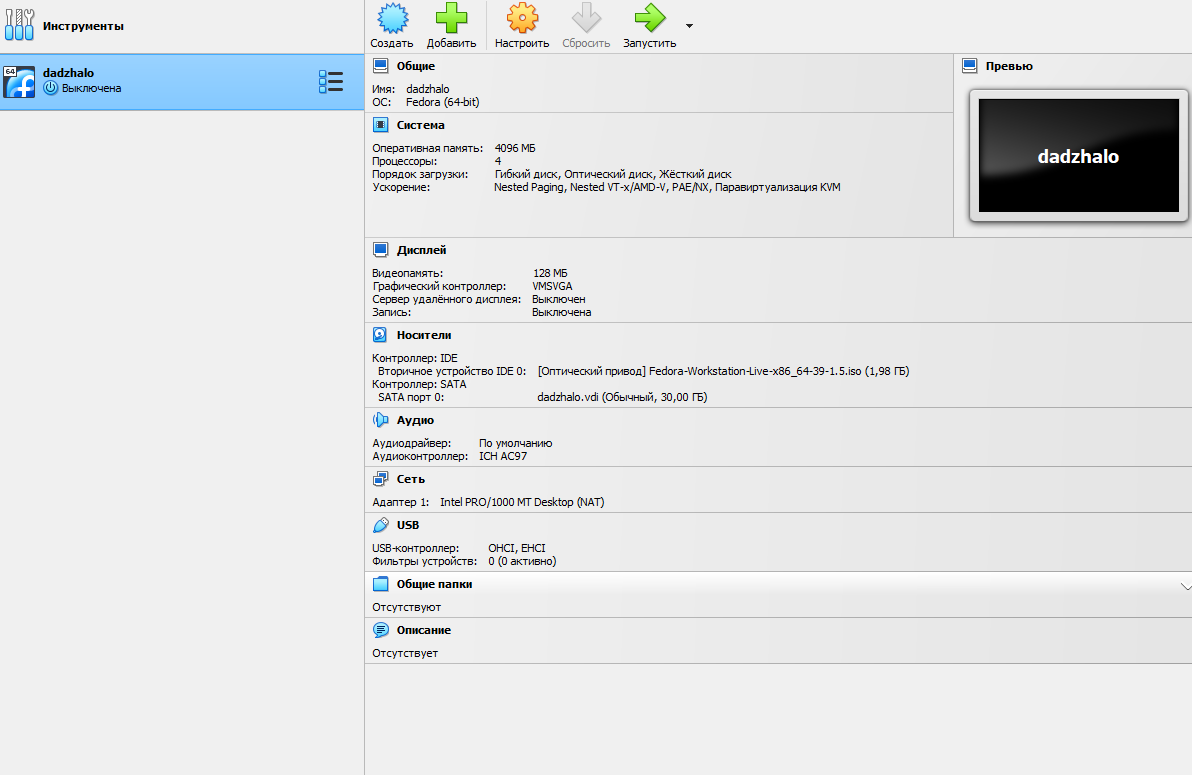 Инструменты
Создать Добавить Настроить Сбросить Запустить
64
dadzhalo
Выключена
Общие
Имя: dadzhalo
ОС: Fedora (64-bit)
Превью
dadzhalo
Система
Оперативная память: 4096 МБ
Процессоры: 4
Порядок загрузки: Гибкий диск, Оптический диск, Жёсткий диск
Ускорение: Nested Paging, Nested VT-x/AMD-V, PAE/NX, Паравиртуализация KVM
Дисплей
Видеопамять: 128 МБ
Графический контроллер: VMSVGA
Сервер удалённого дисплея: Выключен
Запись: Выключена
Носители
Контроллер: IDE
Вторичное устройство IDE 0: [Оптический привод] Fedora-Workstation-Live-x86_64-39-1.5.iso (1,98 ГБ)
Контроллер: SATA
SATA порт 0: dadzhalo.vdi (Обычный, 30,00 ГБ)
Аудио
Аудиодрайвер: По умолчанию
Аудиоконтроллер: ICH AC97
Сеть
Адаптер 1: Intel PRO/1000 MT Desktop (NAT)
USB
USB-контроллер: OHCI, EHCI
Фильтры устройств: 0 (0 активно)
Общие папки
Отсутствуют
Описание
Отсутствует